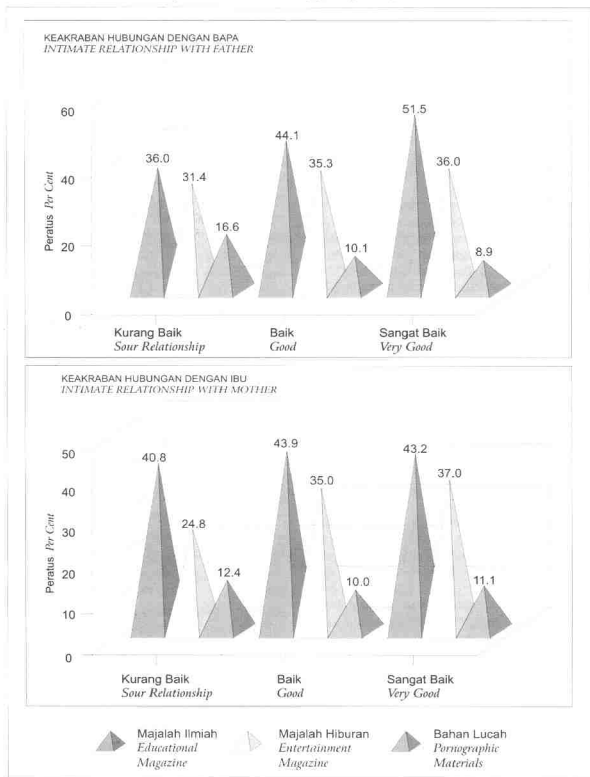 KEAKRABAN HUBUNGAN DENGAN BAPA
INTIMATE RELATIONSHIP WITH FATHER
Peratus Per Cent
60
40
20
0
36.0
31.4
16.6
44.1
35.3
10.1
51.5
36.0
8.9
Kurang Baik
Sour Relationship
Baik
Good
Sangat Baik
Very Good
KEAKRABAN HUBUNGAN DENGAN IBU
INTIMATE RELATIONSHIP WITH MOTHER
Peratus Per Cent
50
40
30
20
10
0
40.8
24.8
12.4
43.9
35.0
10.0
43.2
37.0
11.1
Kurang Baik
Sour Relationship
Baik
Good
Sangat Baik
Very Good
Majalah Ilmiah
Educational
Magazine
Majalah Hiburan
Entertainment
Magazine
Bahan Lucah
Pornographic
Materials